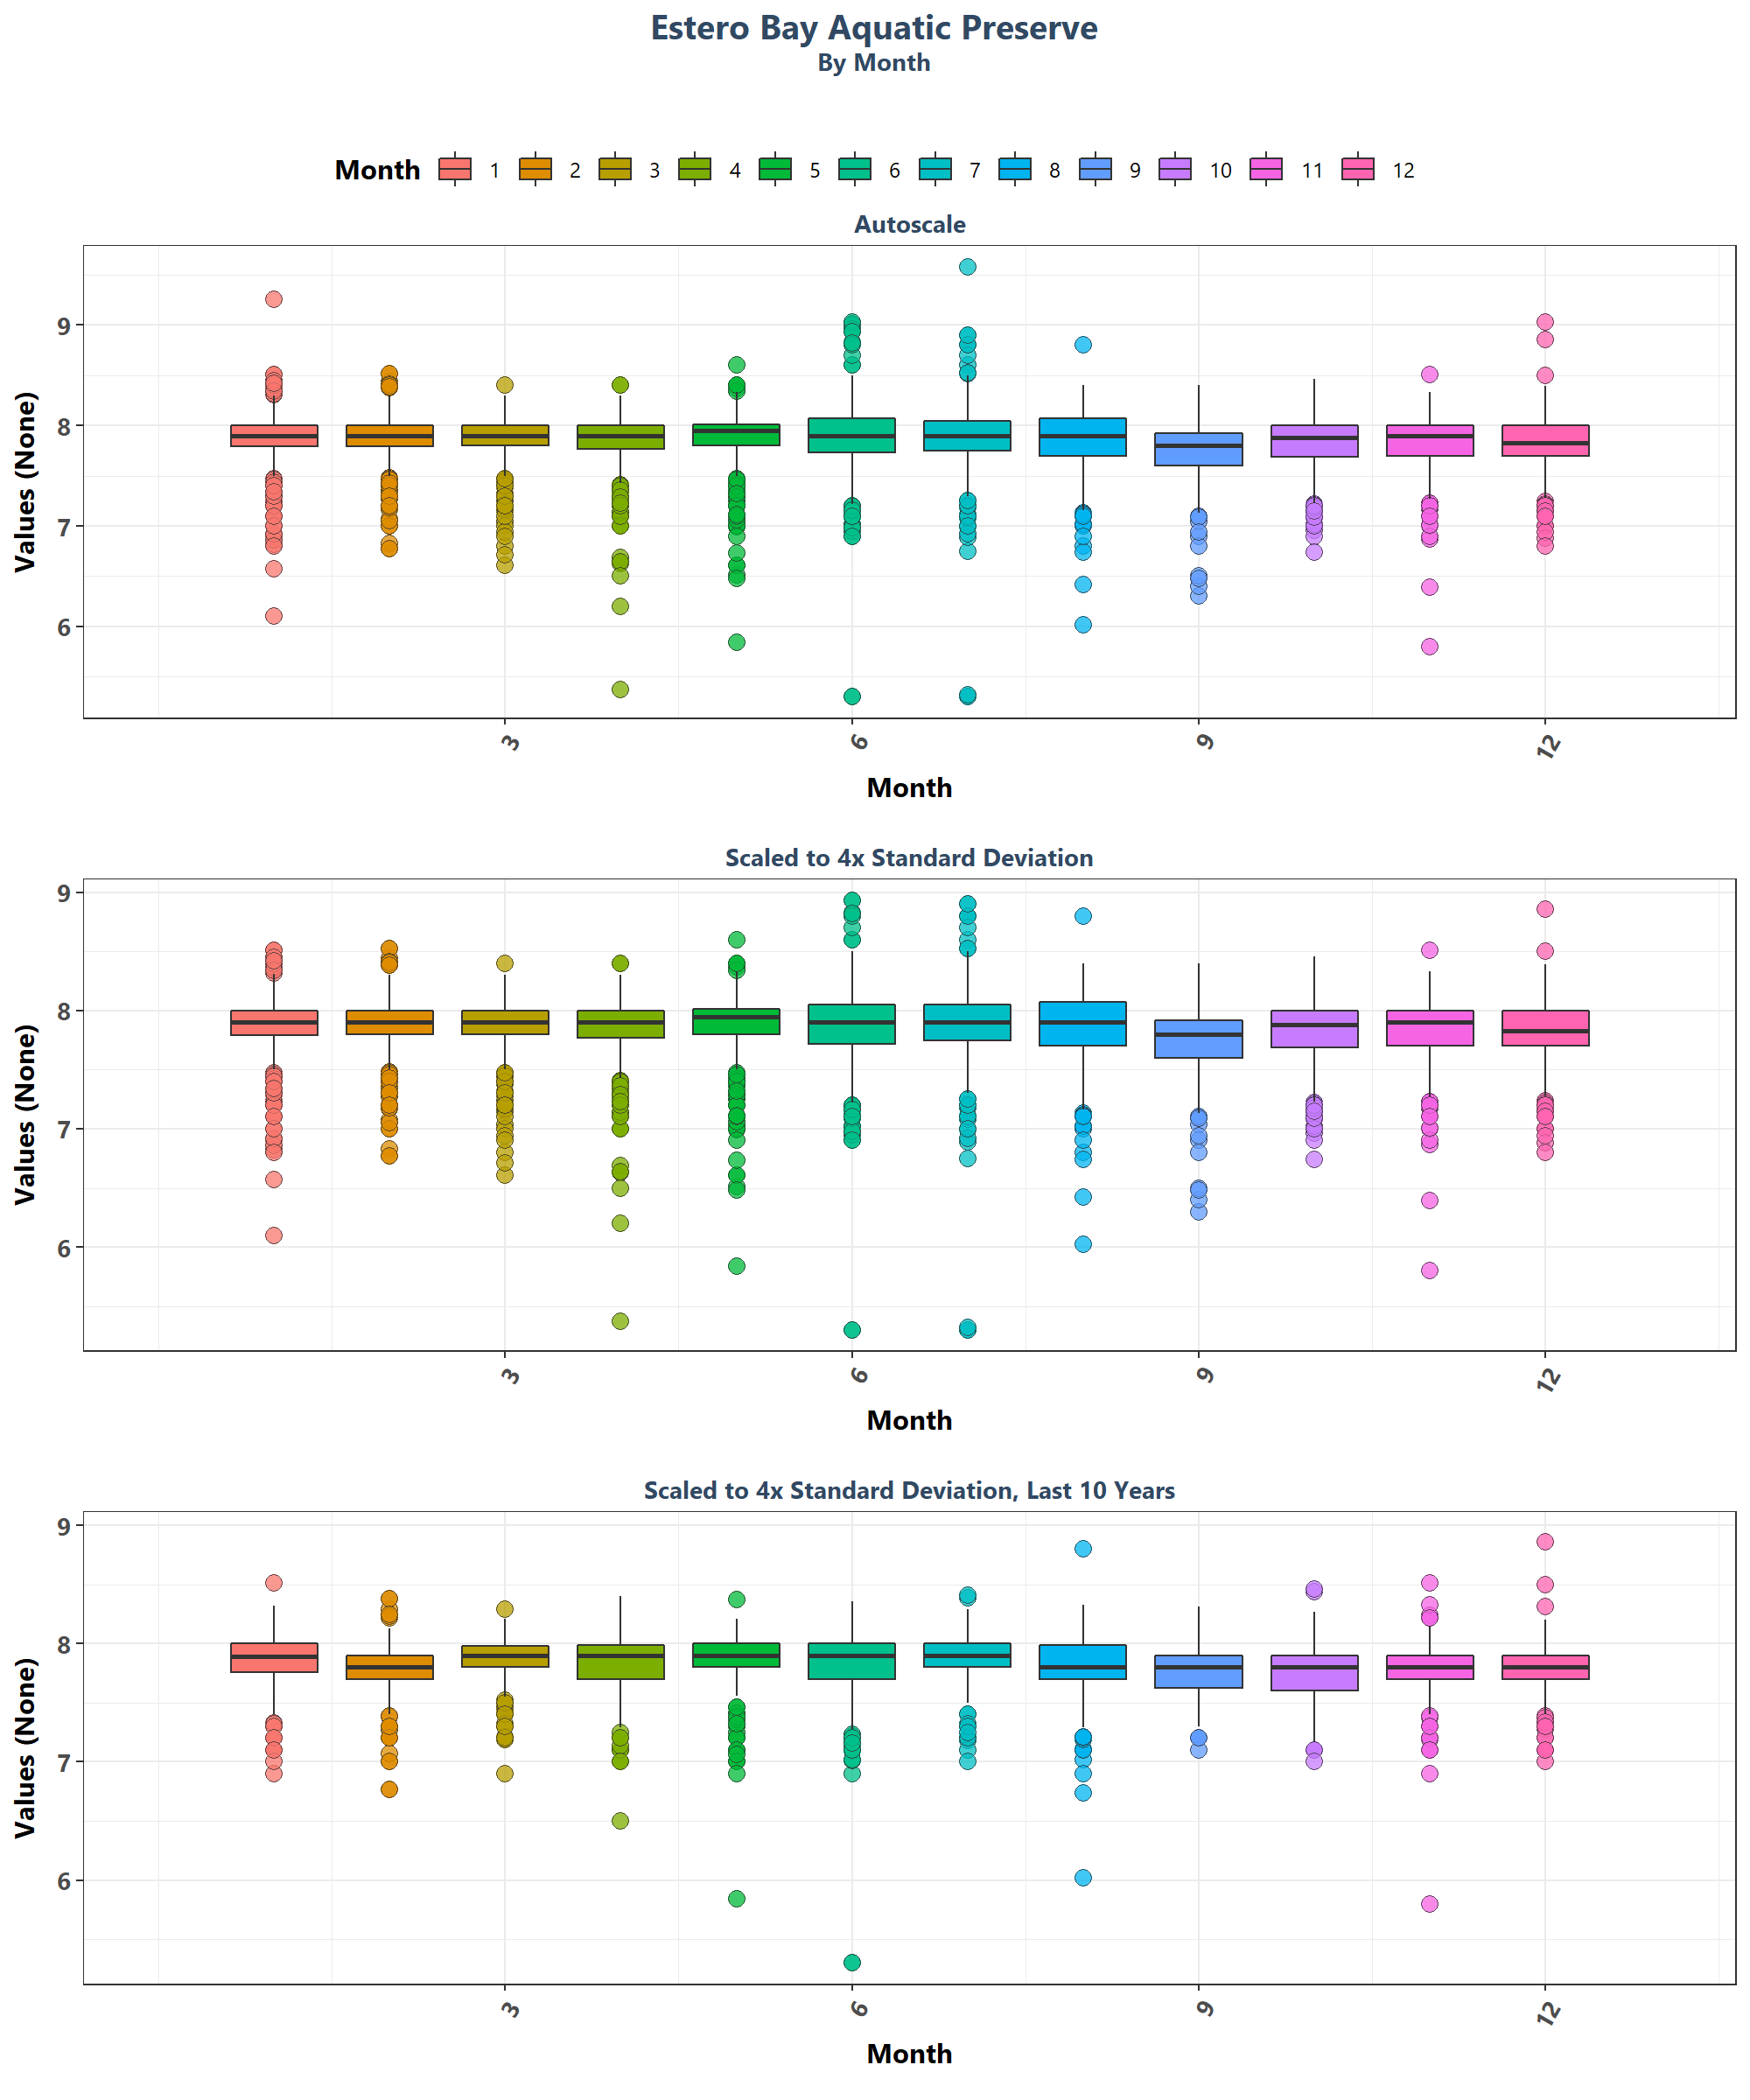 Estero Bay Aquatic Preserve
By Month
Month 1 2 3 4 5 6 7 8 9 10 11 12
Autoscale
Values (None)
9
8
7
6
3 6 9 12
Month
Scaled to 4x Standard Deviation
Values (None)
9
8
7
6
3 6 9 12
Month
Scaled to 4x Standard Deviation, Last 10 Years
Values (None)
9
8
7
6
3 6 9 12
Month